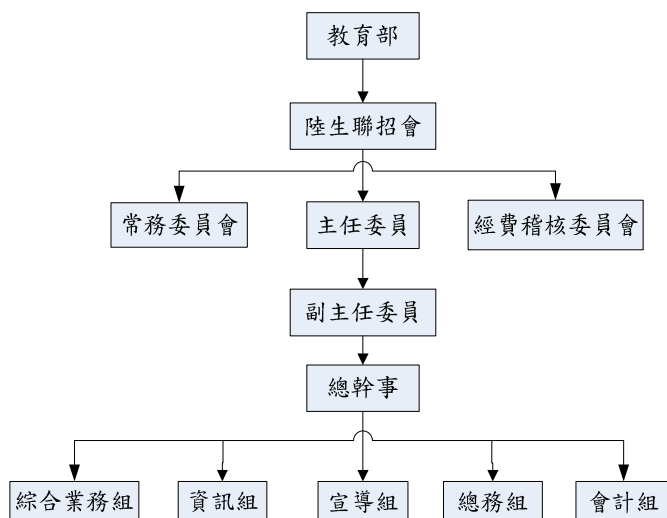 教育部
陸生聯招會
常務委員會
主任委員
經費稽核委員會
副主任委員
總幹事
綜合業務組
資訊組
宣導組
總務組
會計組